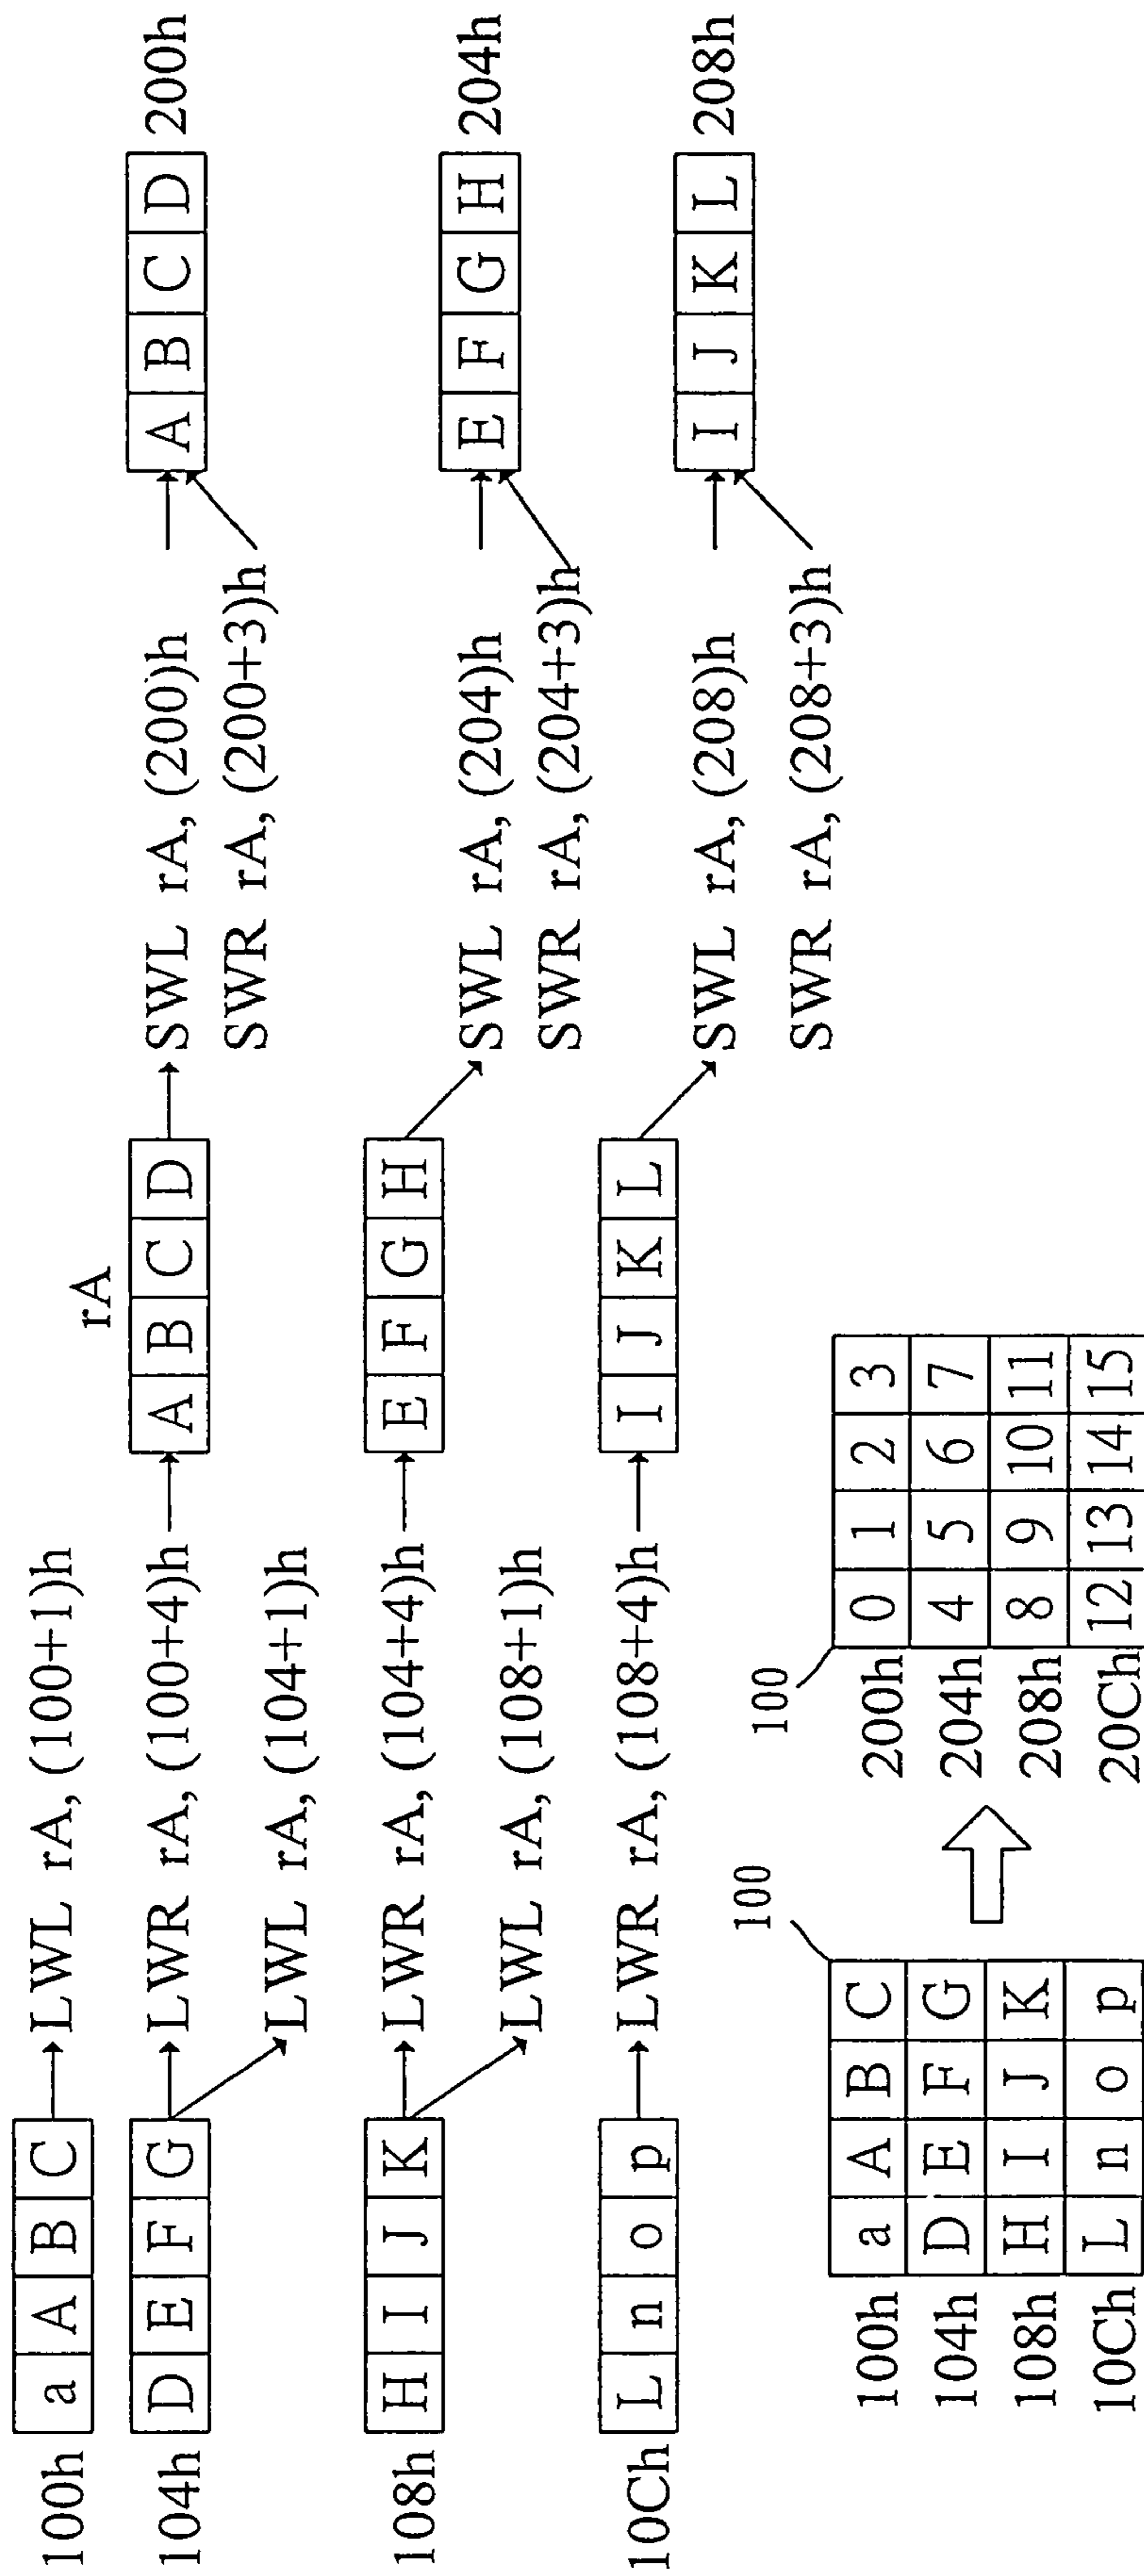 100h a A B C LWL rA, (100+1)h
rA
104h D E F G LWR rA, (100+4)h A B C D SWL rA, (200)h A B C D 200h
LWL rA, (104+1)h SWR rA, (200+3)h
108h H I J K LWR rA, (104+4)h E F G H SWL rA, (204)h E F G H 204h
LWL rA, (108+1)h SWR rA, (204+3)h
10Ch L n o p LWR rA, (108+4)h I J K L SWL rA, (208)h I J K L 208h
SWR rA, (208+3)h
100 100
100h a A B C 200h 0 1 2 3
104h D E F G 204h 4 5 6 7
108h H I J K 208h 8 9 10 11
10Ch L n o p 20Ch 12 13 14 15